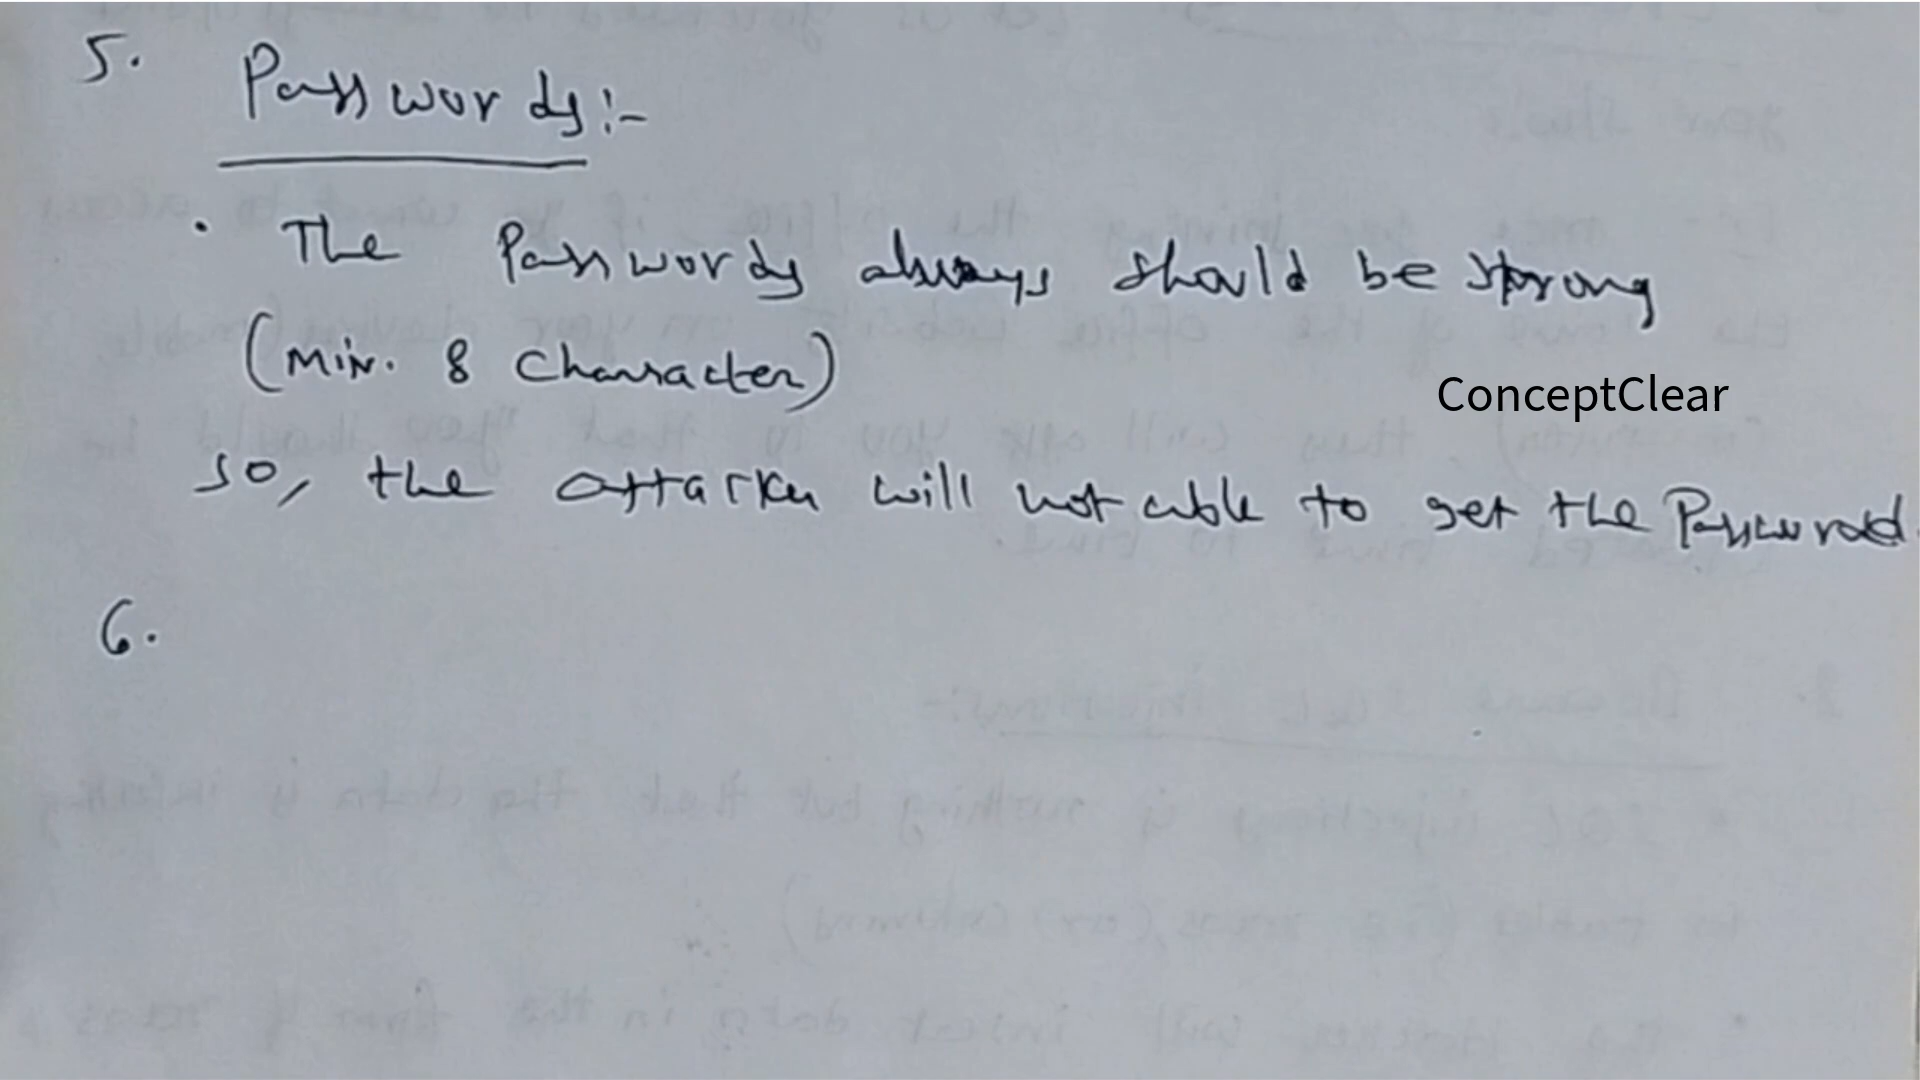 5. Passwords:-
· The Passwords always should be strong
(Min. 8 character)
ConceptClear
so, the attacker will not able to get the Password.
6.